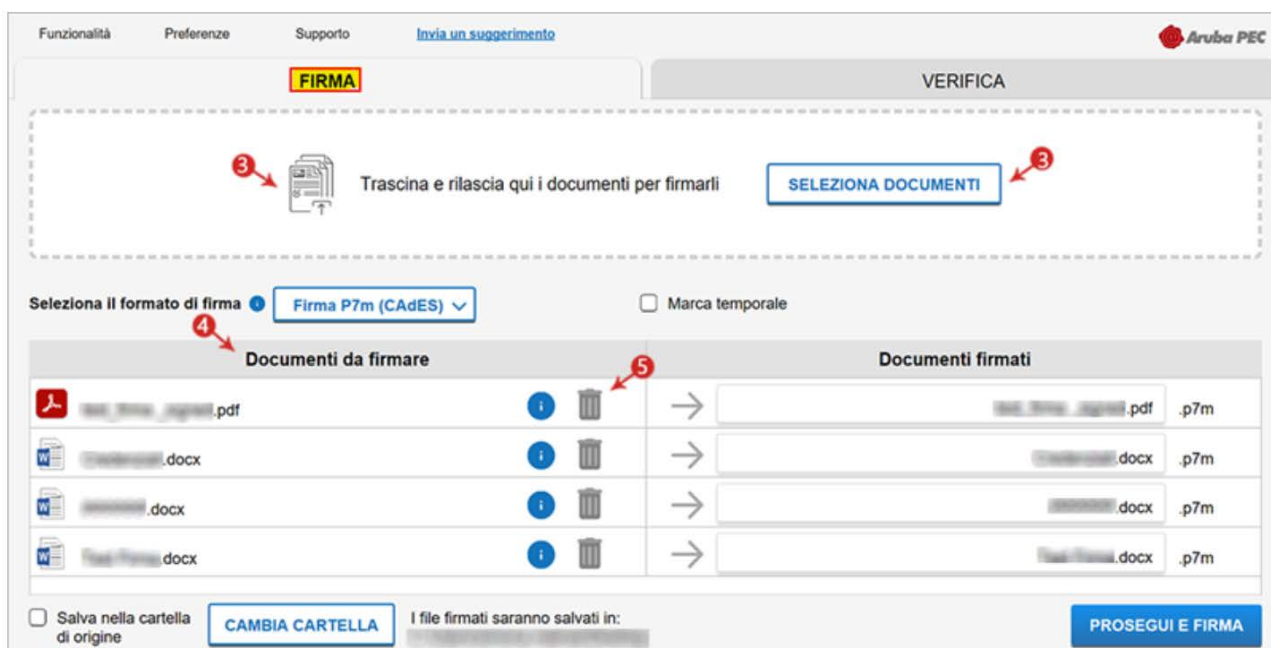 Funzionalità Preferenze Supporto Invia un suggerimento Aruba PEC
FIRMA VERIFICA
3 Trascina e rilascia qui i documenti per firmarli SELEZIONA DOCUMENTI 3
Seleziona il formato di firma i Firma P7m (CAdES) Marca temporale
4 Documenti da firmare 5 Documenti firmati
.pdf i .pdf .p7m
.docx i .docx .p7m
.docx i .docx .p7m
.docx i .docx .p7m
Salva nella cartella
di origine
CAMBIA CARTELLA
I file firmati saranno salvati in:
PROSEGUI E FIRMA